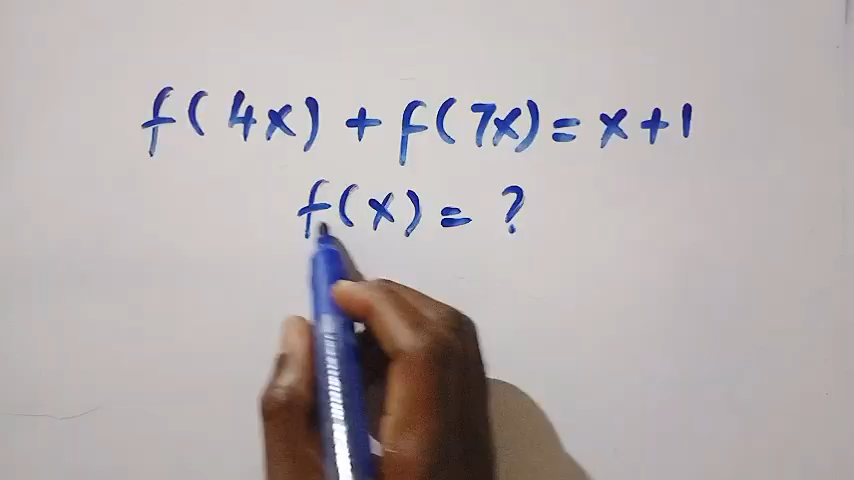 f(4x) + f(7x) = x+1
f(x) = ?